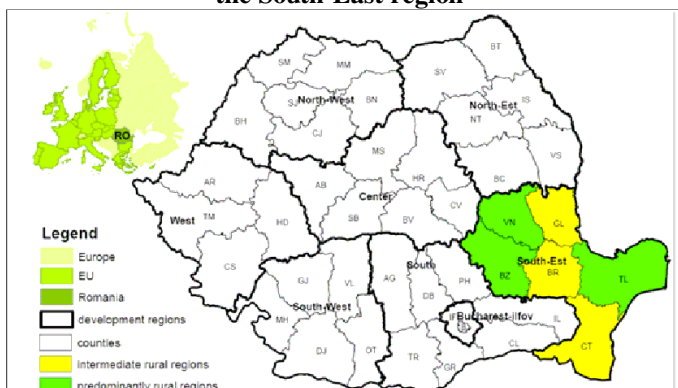 the South-East region
RO
SM
MM
BT
SV
SJ
North-West
BN
North-Est
IS
BH
NT
CJ
MS
VS
AR
AB
HR
BC
Center
CV
VN
GL
West
TM
SB
BV
HD
South-Est
CS
South
BZ
BR
TL
GJ
VL
AG
PH
DB
South-West
IF
Bucharest-Ilfov
IL
MH
CT
DJ
OT
TR
CL
GR
Legend
Europe
EU
Romania
development regions
counties
intermediate rural regions
predominantly rural regions